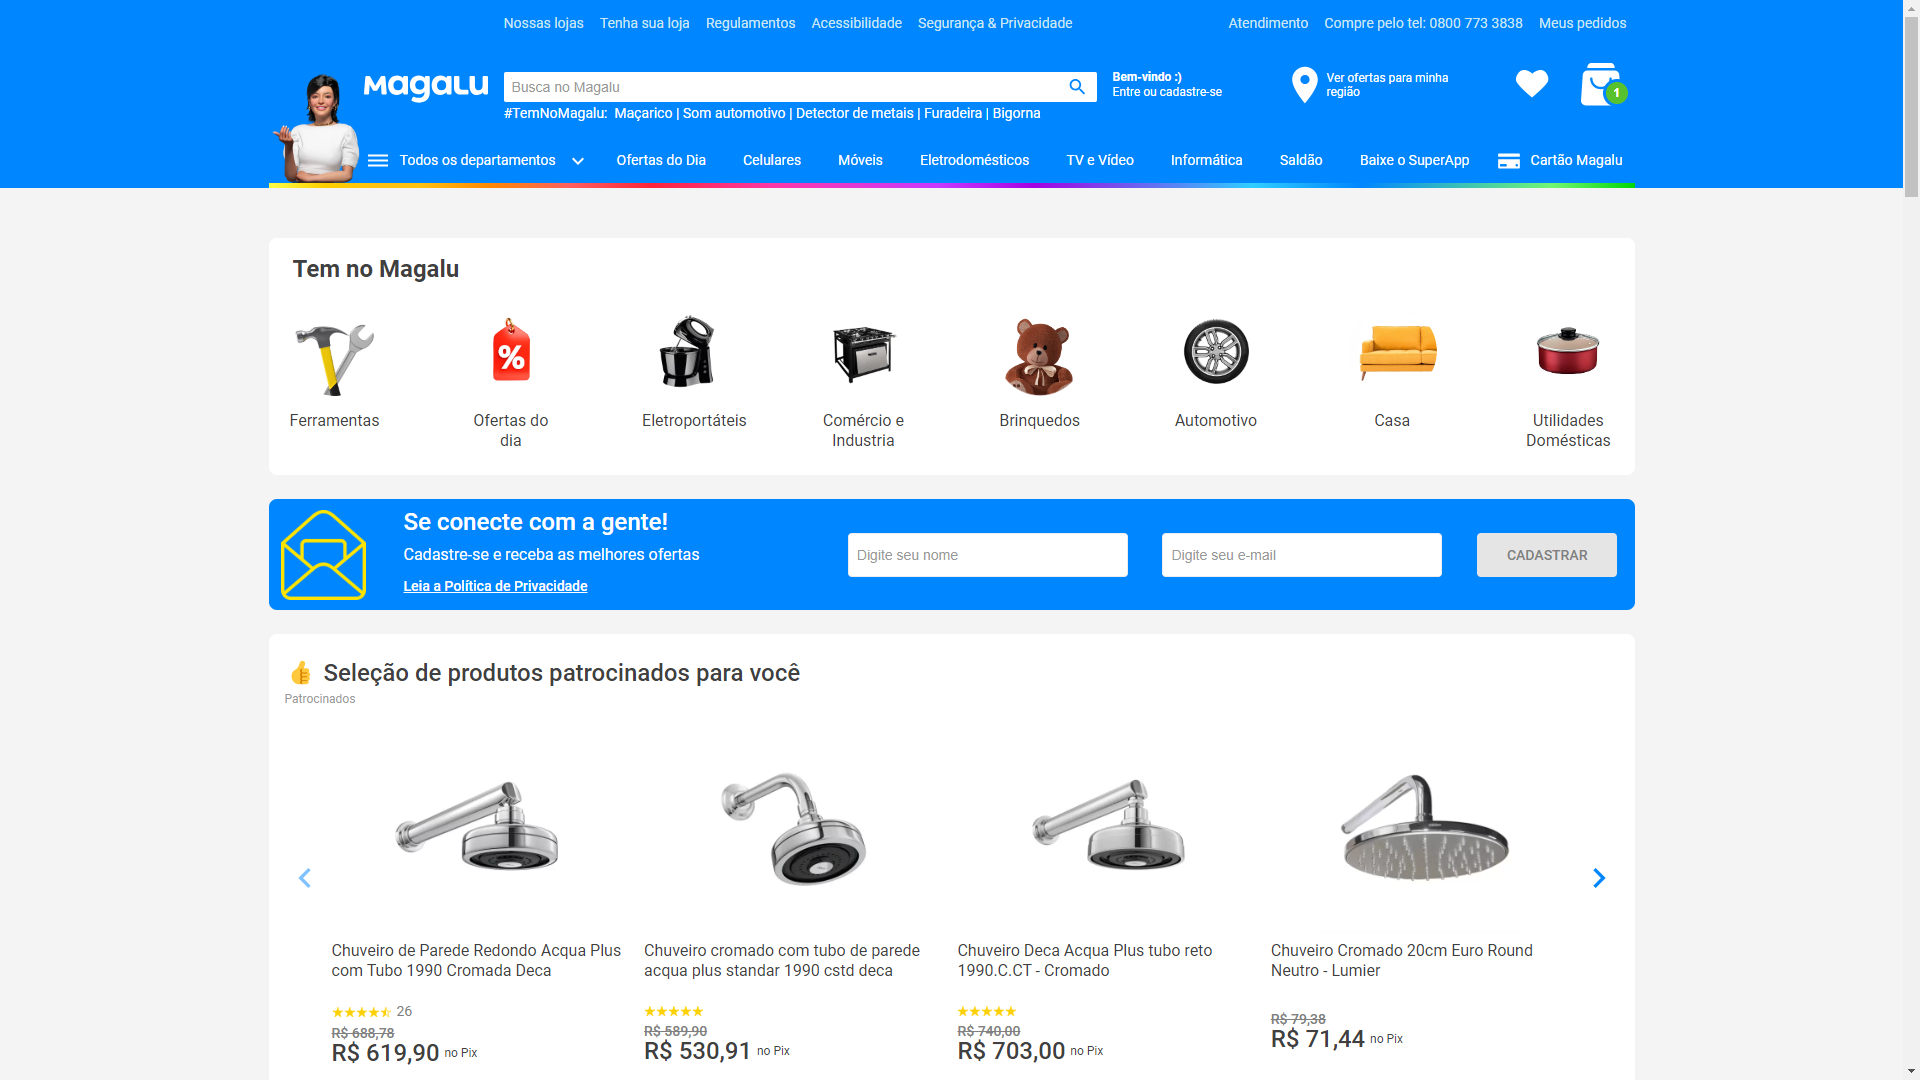 Nossas lojas Tenha sua loja Regulamentos Acessibilidade Segurança & Privacidade Atendimento Compre pelo tel: 0800 773 3838 Meus pedidos
Magalu
Busca no Magalu
#TemNoMagalu: Maçarico | Som automotivo | Detector de metais | Furadeira | Bigorna
Bem-vindo :)
Entre ou cadastre-se
Ver ofertas para minha
região
1
Todos os departamentos Ofertas do Dia Celulares Móveis Eletrodomésticos TV e Vídeo Informática Saldão Baixe o SuperApp Cartão Magalu
Tem no Magalu
%
Ferramentas
Ofertas do
dia
Eletroportáteis
Comércio e
Industria
Brinquedos
Automotivo
Casa
Utilidades
Domésticas
Se conecte com a gente!
Cadastre-se e receba as melhores ofertas
Leia a Política de Privacidade
Digite seu nome
Digite seu e-mail
CADASTRAR
Seleção de produtos patrocinados para você
Patrocinados
Chuveiro de Parede Redondo Acqua Plus
com Tubo 1990 Cromada Deca
26
R$ 688,78
R$ 619,90 no Pix
Chuveiro cromado com tubo de parede
acqua plus standar 1990 cstd deca
R$ 589,90
R$ 530,91 no Pix
Chuveiro Deca Acqua Plus tubo reto
1990.C.CT - Cromado
R$ 740,00
R$ 703,00 no Pix
Chuveiro Cromado 20cm Euro Round
Neutro - Lumier
R$ 79,38
R$ 71,44 no Pix